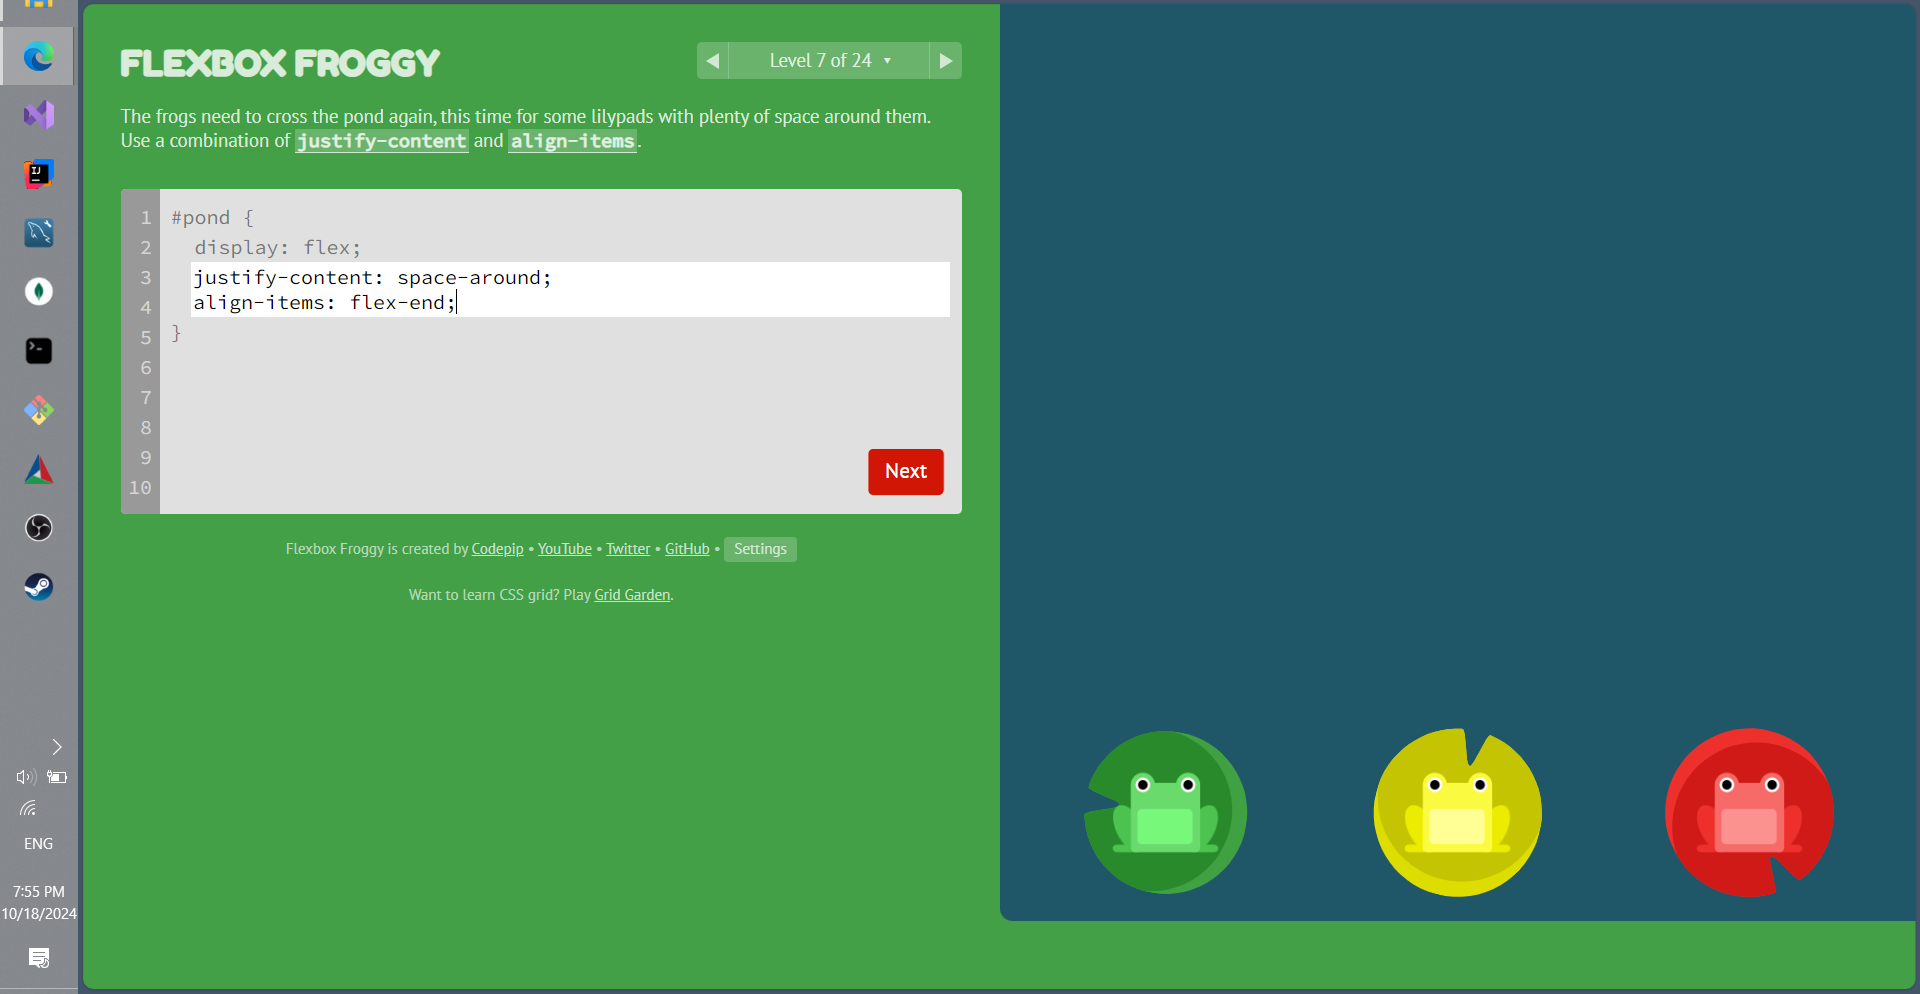 FLEXBOX FROGGY
Level 7 of 24
The frogs need to cross the pond again, this time for some lilypads with plenty of space around them.
Use a combination of justify-content and align-items.
1 #pond {
2 display: flex;
3 justify-content: space-around;
4 align-items: flex-end;
5 }
6
7
8
9
10
Next
Flexbox Froggy is created by Codepip • YouTube • Twitter • GitHub • Settings
Want to learn CSS grid? Play Grid Garden.
IJ
ENG
7:55 PM
10/18/2024